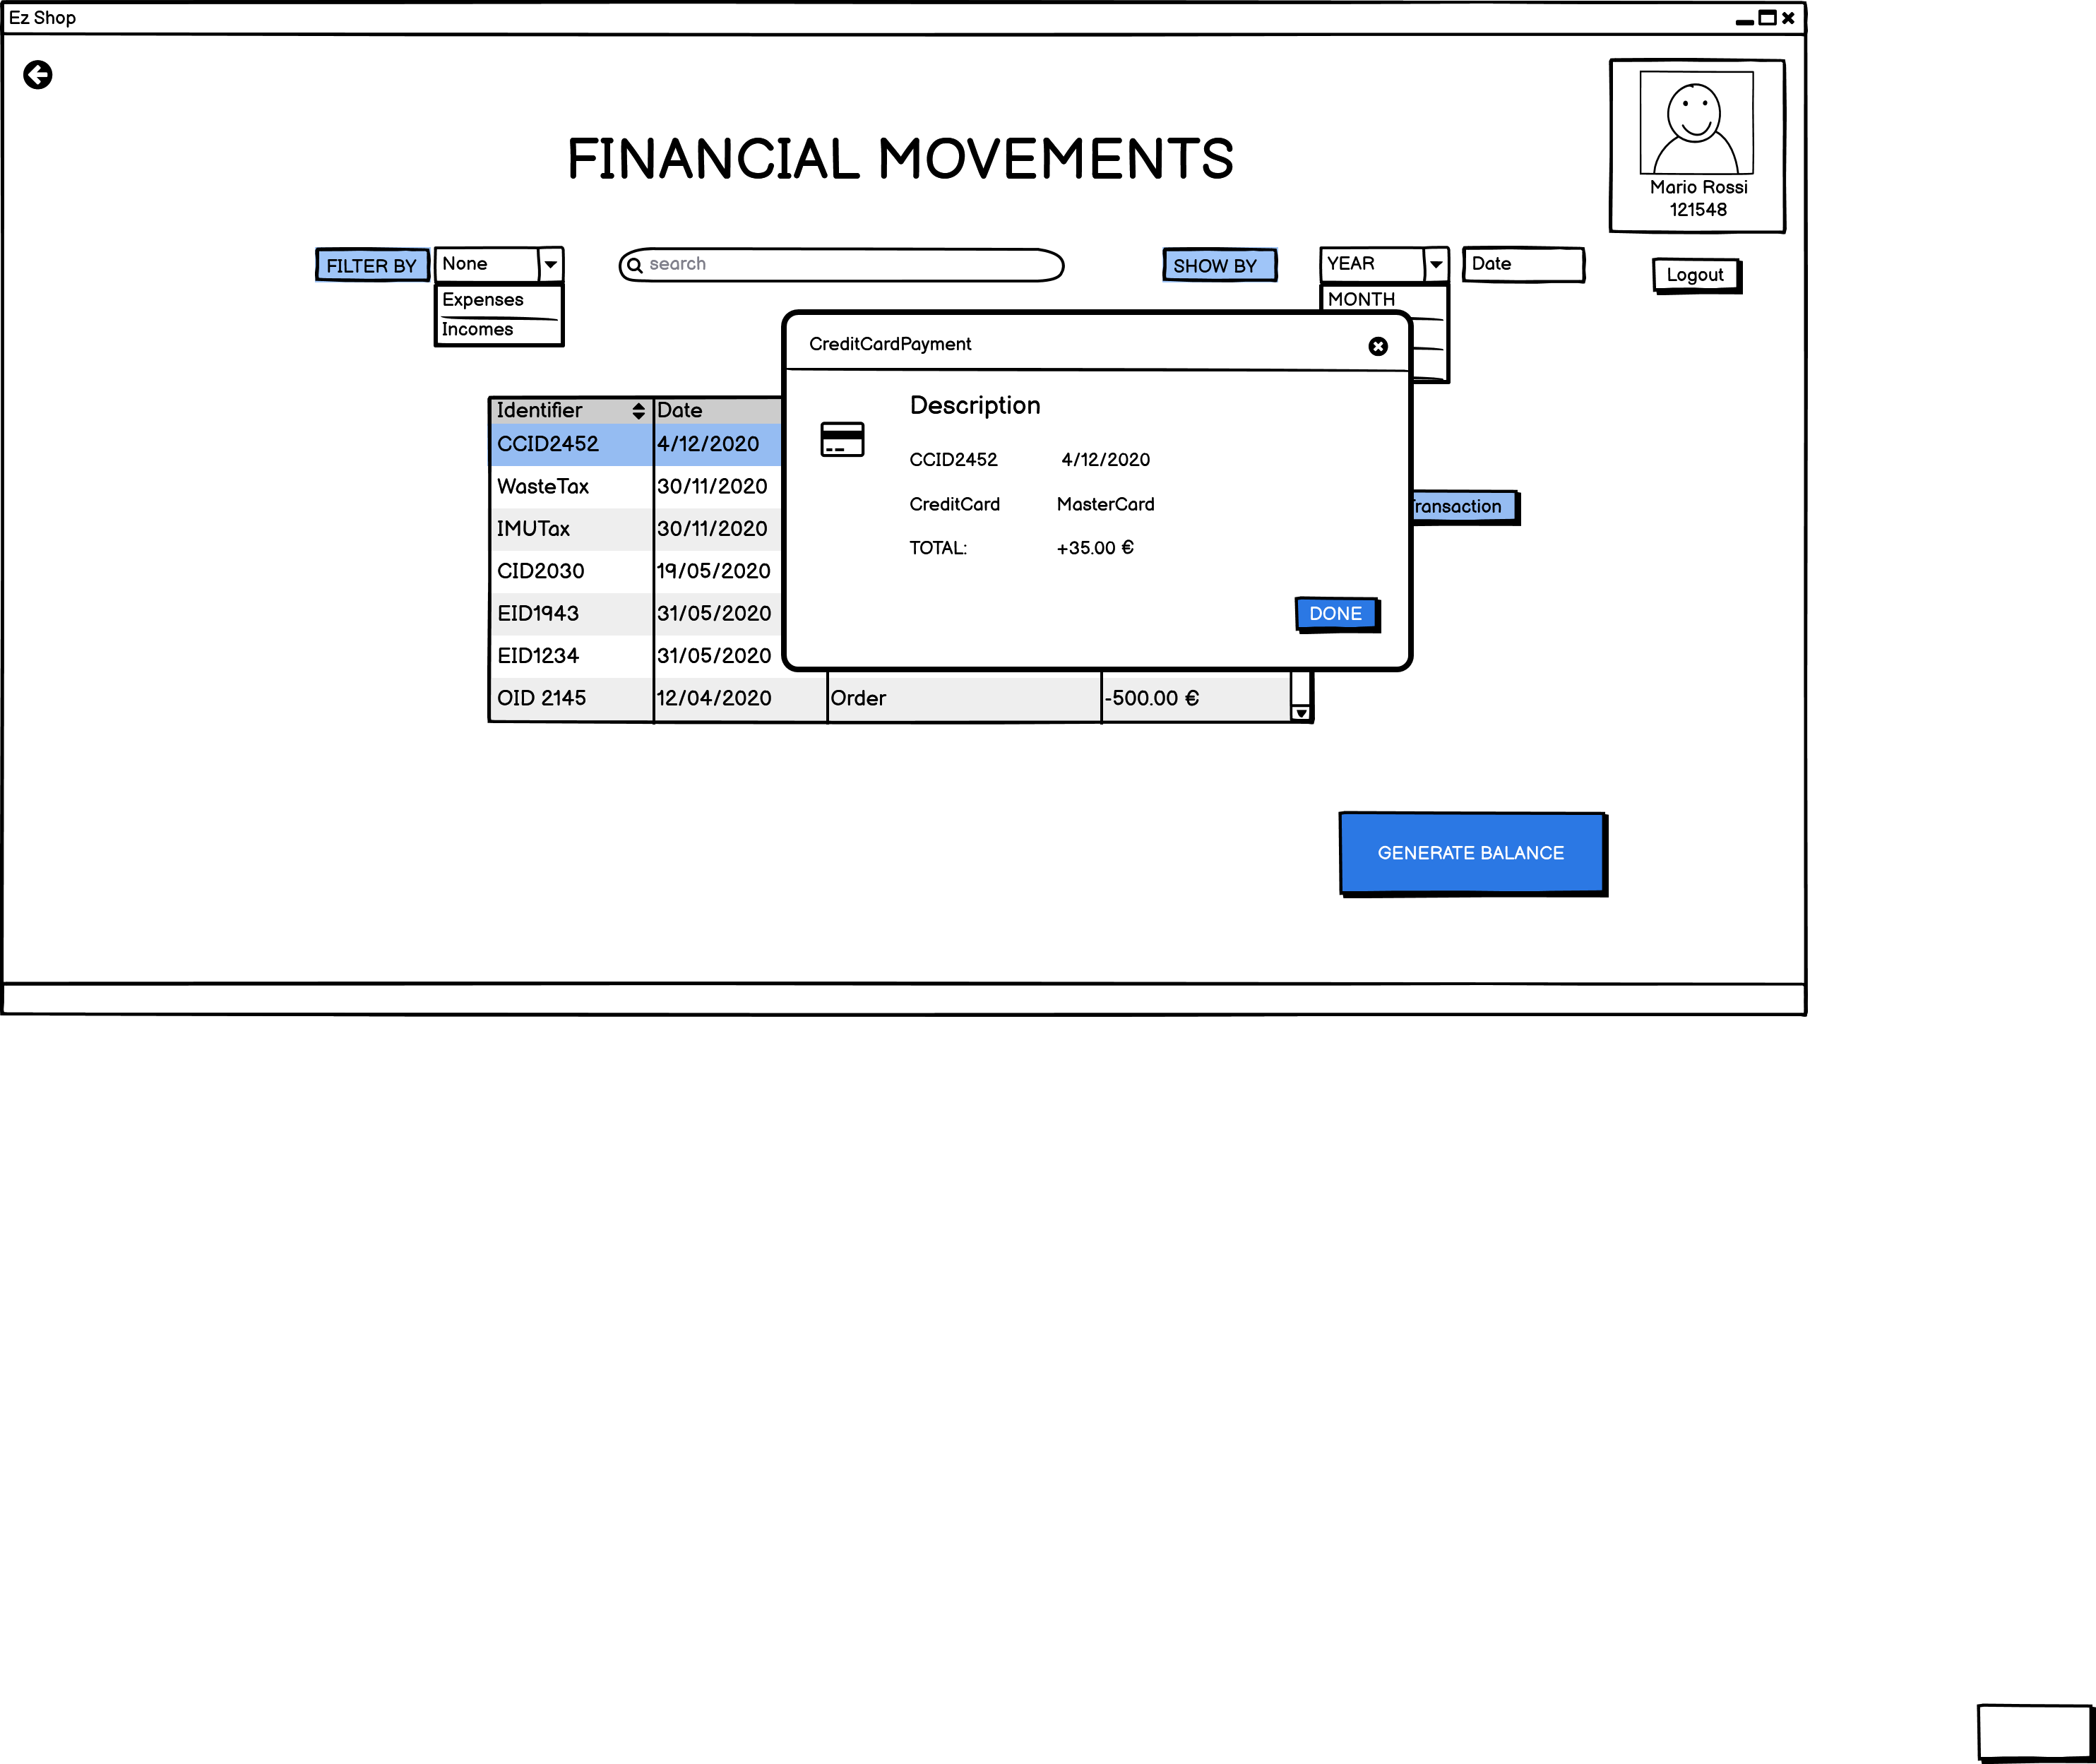 Ez Shop
FINANCIAL MOVEMENTS
Mario Rossi
121548
FILTER BY
None
search
SHOW BY
YEAR
Date
Logout
Expenses
Incomes
MONTH
CreditCardPayment
Description
CCID2452 4/12/2020
CreditCard MasterCard
TOTAL: +35.00 €
DONE
Identifier Date
CCID2452 4/12/2020
WasteTax 30/11/2020
IMUTax 30/11/2020
CID2030 19/05/2020
EID1943 31/05/2020
EID1234 31/05/2020
OID 2145 12/04/2020 Order -500.00 €
Transaction
GENERATE BALANCE